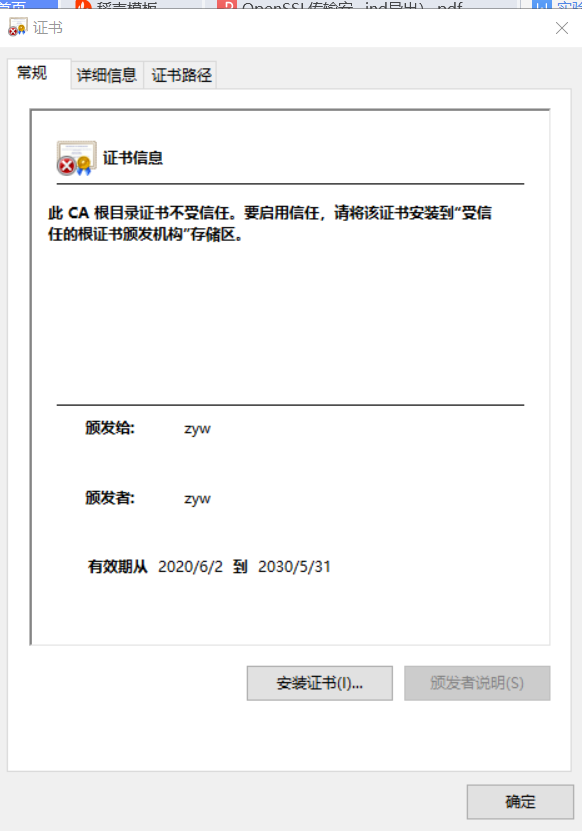 证书
常规
详细信息
证书路径
证书信息
此 CA 根目录证书不受信任。要启用信任，请将该证书安装到“受信
任的根证书颁发机构”存储区。
颁发给: zyw
颁发者: zyw
有效期从 2020/6/2 到 2030/5/31
安装证书(I)...
颁发者说明(S)
确定